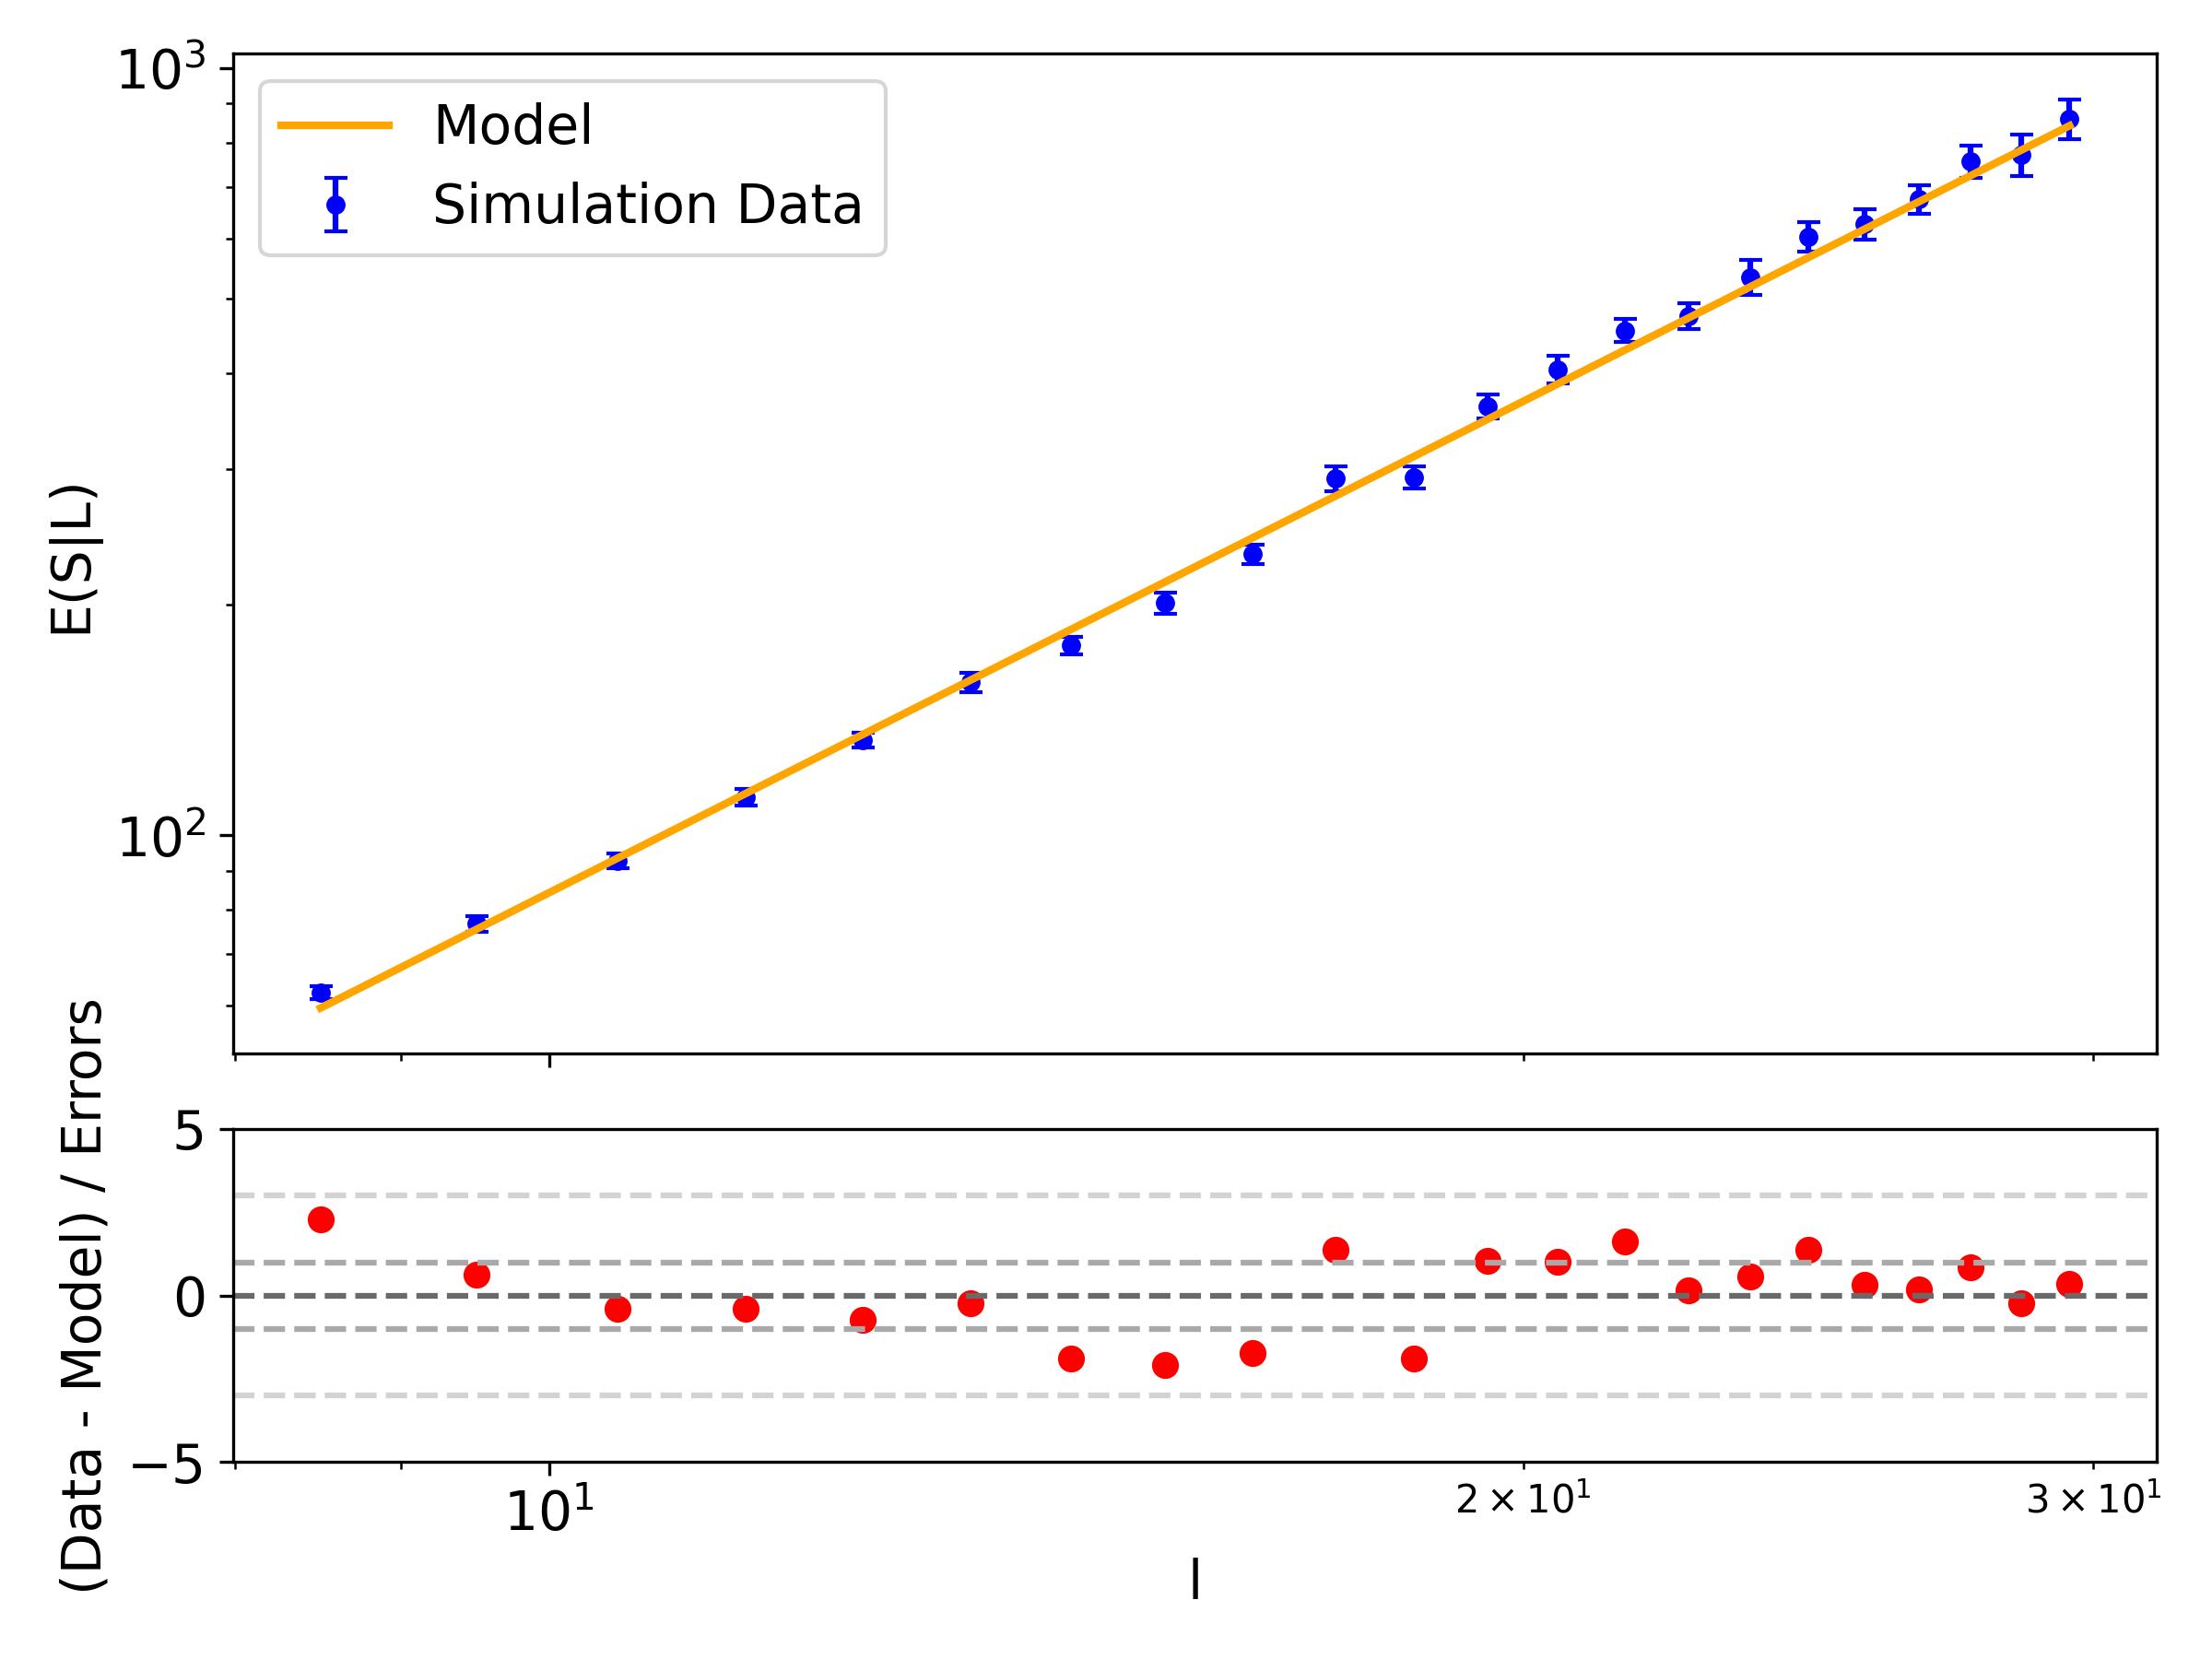 10³
Model
Simulation Data
E(S|L)
10²
(Data - Model) / Errors
5
0
−5
10¹
2 × 10¹
3 × 10¹
l